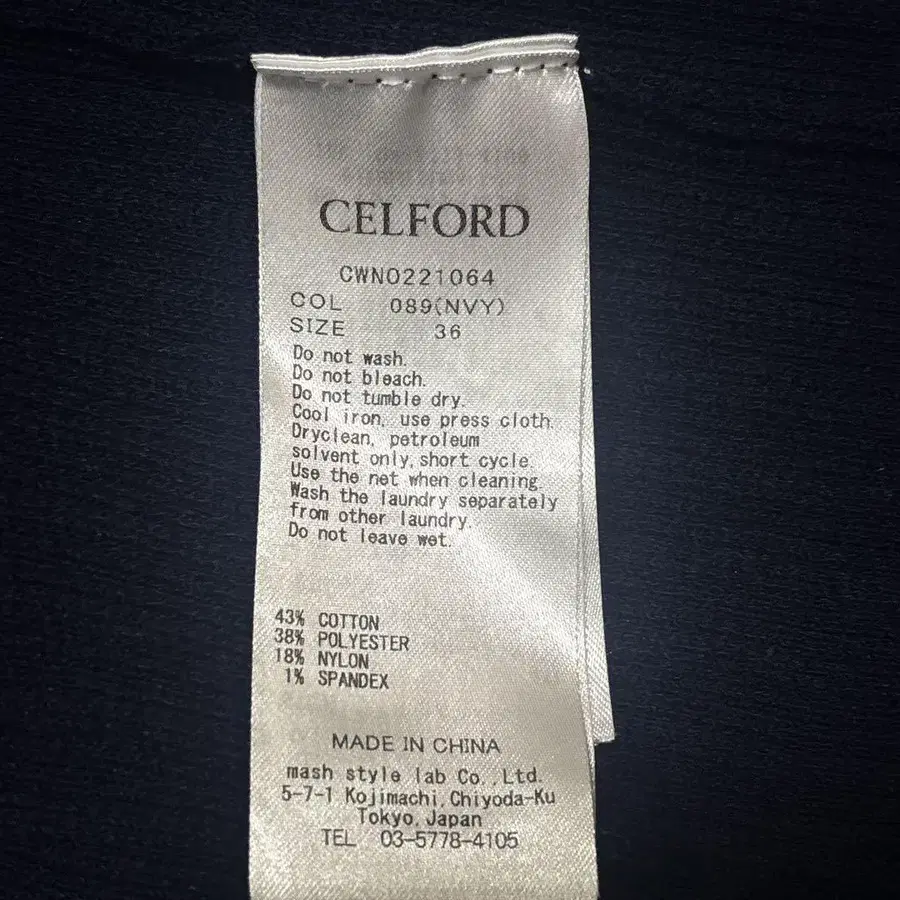 CELFORD
CWNO221064
COL 089(NVY)
SIZE 36
Do not wash.
Do not bleach.
Do not tumble dry.
Cool iron, use press cloth.
Dryclean, petroleum
solvent only, short cycle.
Use the net when cleaning.
Wash the laundry separately
from other laundry.
Do not leave wet.
43% COTTON
38% POLYESTER
18% NYLON
1% SPANDEX
MADE IN CHINA
mash style lab Co.,Ltd.
5-7-1 Kojimachi, Chiyoda-Ku
Tokyo, Japan
TEL 03-5778-4105